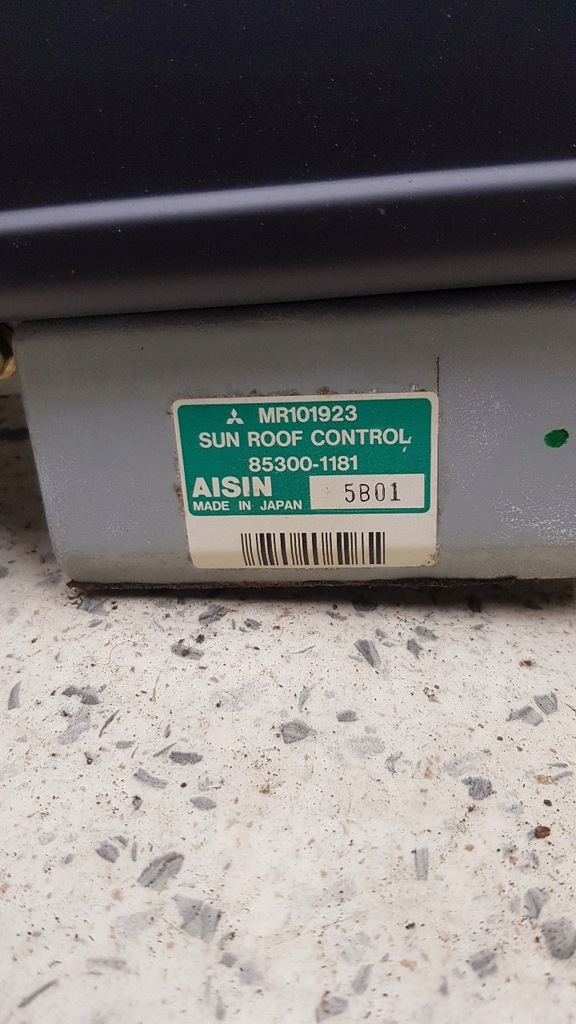 MR101923
SUN ROOF CONTROL
85300-1181
AISIN
MADE IN JAPAN
5B01